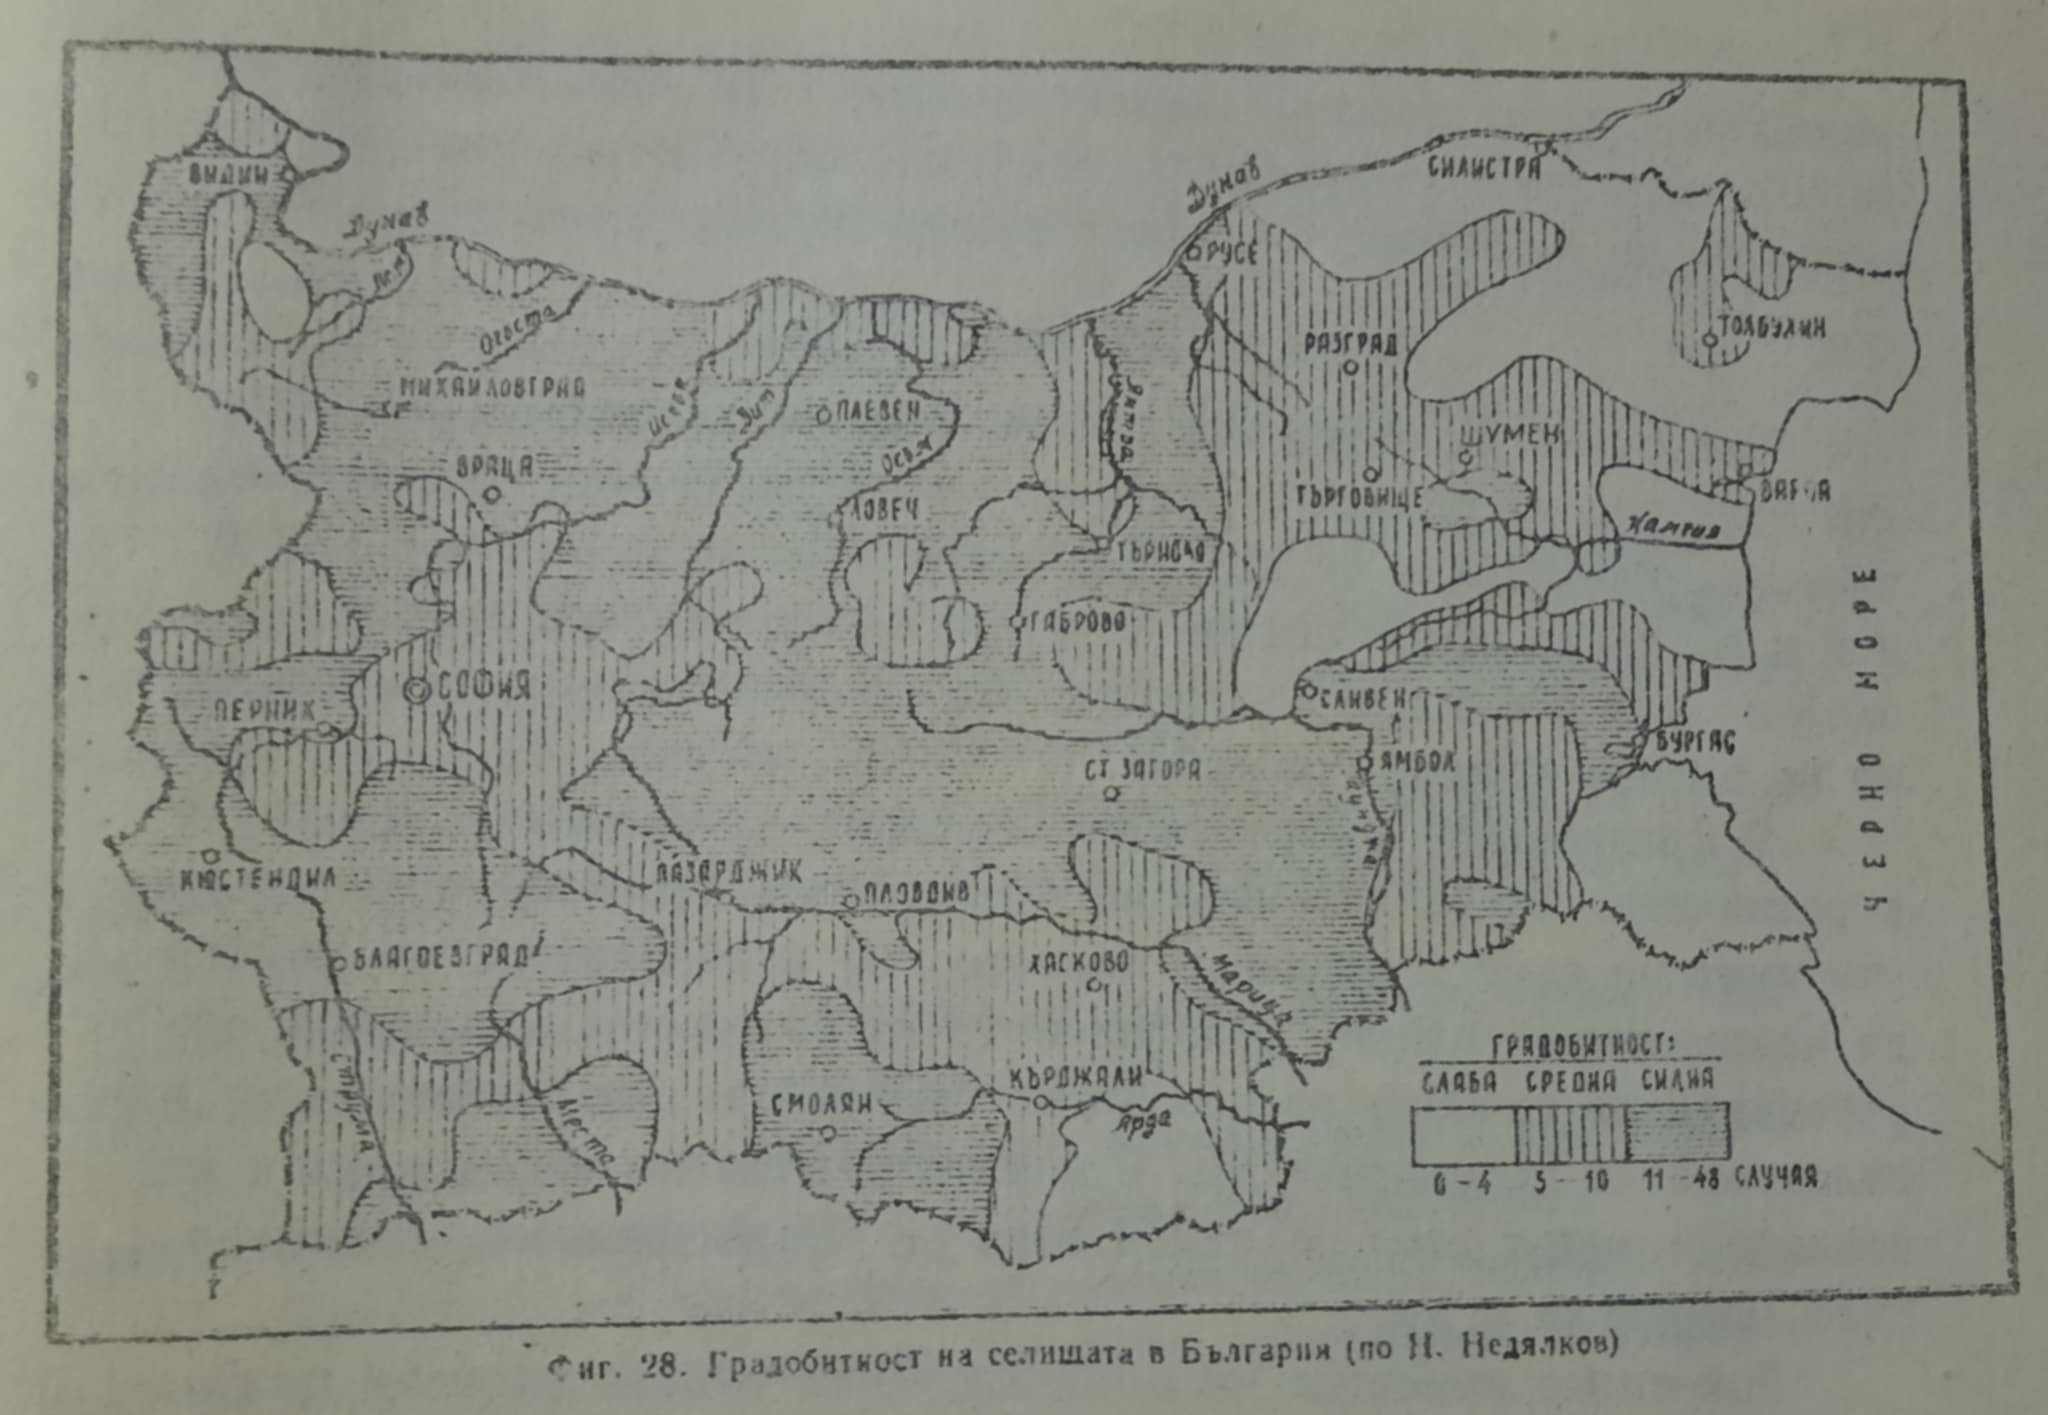 ВИДИН
Дунав
Дунав
СИЛИСТРА
РУСЕ
Огоста
МИХАЙЛОВГРАД
РАЗГРАД
ТОЛБУХИН
Искър
Вит
ПЛЕВЕН
Янтра
ШУМЕН
ВРАЦА
Осъм
ТЪРГОВИЩЕ
ВАРНА
ЛОВЕЧ
Камчия
ТЪРНОВО
ГАБРОВО
СОФИЯ
ПЕРНИК
СЛИВЕН
БУРГАС
ЧЕРНО МОРЕ
СТ. ЗАГОРА
ЯМБОЛ
КЮСТЕНДИЛ
ПАЗАРДЖИК
ПЛОВДИВ
БЛАГОЕВГРАД
ХАСКОВО
Марица
Струма
Места
СМОЛЯН
КЪРДЖАЛИ
Арда
ГРАДОБИТНОСТ:
СЛАБА СРЕДНА СИЛНА
0-4 5-10 11-48 СЛУЧАЯ
Фиг. 28. Градобитност на селищата в България (по Н. Недялков)